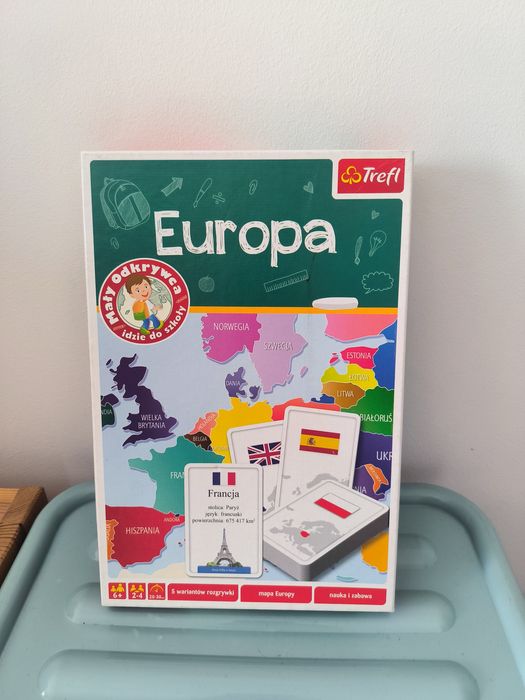 Trefl
Europa
Mały odkrywca
idzie do szkoły
NORWEGIA
SZWECJA
ESTONIA
ŁOTWA
LITWA
DANIA
WIELKA
BRYTANIA
BELGIA
BIAŁORUŚ
UKR
FRAN
ANDORA
HISZPANIA
Francja
stolica: Paryż
język: francuski
powierzchnia: 675 417 km²
6+
2-4
5 wariantów rozgrywki
mapa Europy
nauka i zabawa